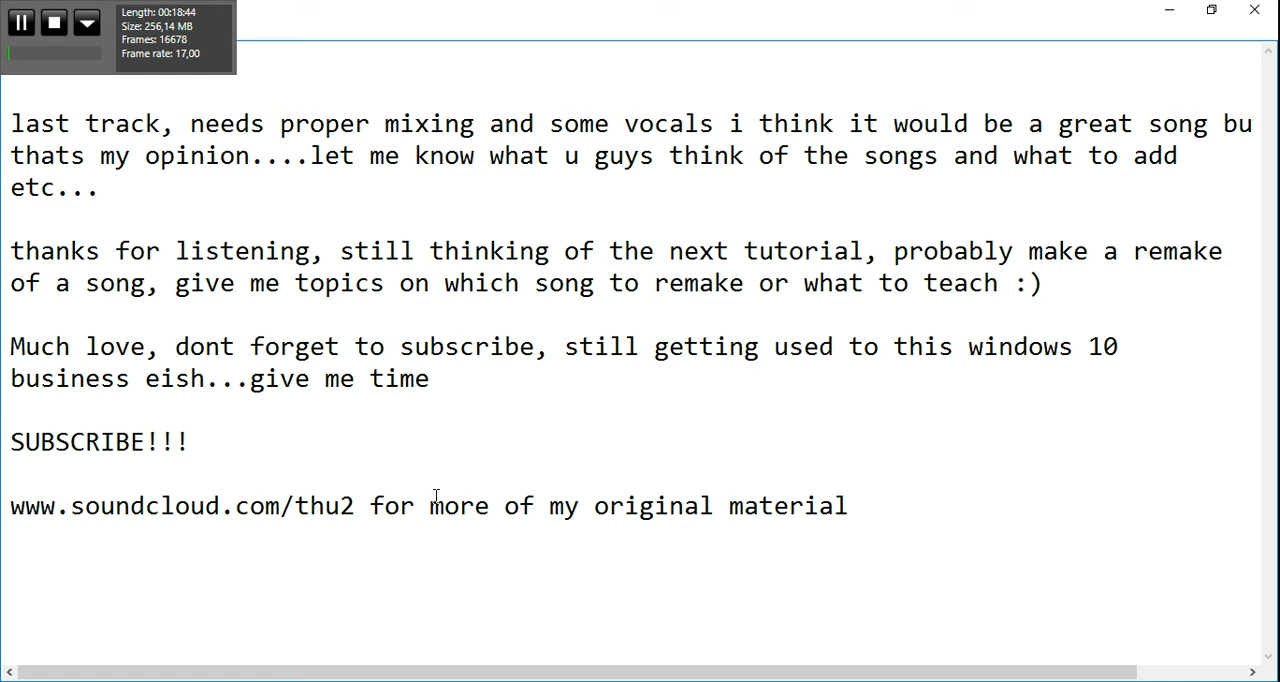 Length: 00:18:44
Size: 256,14 MB
Frames: 16678
Frame rate: 17,00
last track, needs proper mixing and some vocals i think it would be a great song bu
thats my opinion....let me know what u guys think of the songs and what to add
etc...
thanks for listening, still thinking of the next tutorial, probably make a remake
of a song, give me topics on which song to remake or what to teach :)
Much love, dont forget to subscribe, still getting used to this windows 10
business eish...give me time
SUBSCRIBE!!!
www.soundcloud.com/thu2 for more of my original material